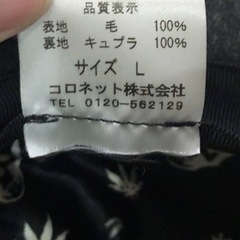 品質表示
表地 毛 100%
裏地 キュプラ 100%
サイズ L
コロネット株式会社
TEL 0120-562129